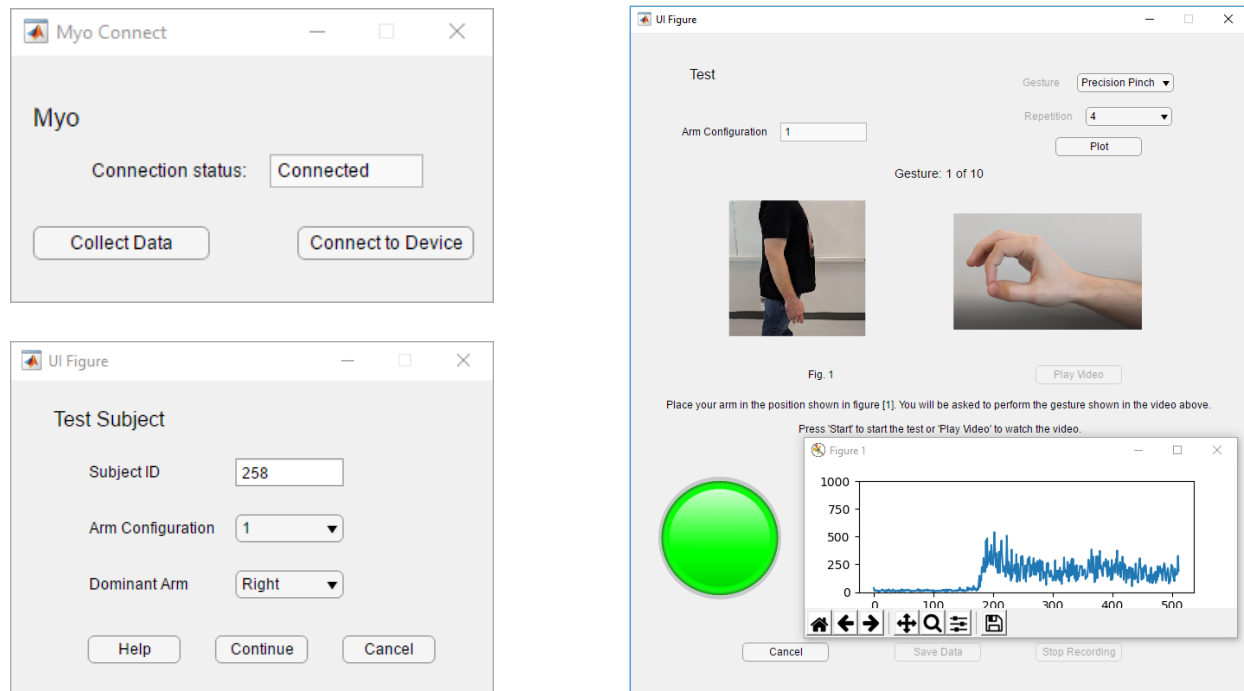 Myo Connect
Myo
Connection status: Connected
Collect Data Connect to Device
UI Figure
Test Subject
Subject ID 258
Arm Configuration 1
Dominant Arm Right
Help Continue Cancel
UI Figure
Test
Gesture Precision Pinch
Repetition 4
Arm Configuration 1
Plot
Gesture: 1 of 10
Fig. 1
Play Video
Place your arm in the position shown in figure [1]. You will be asked to perform the gesture shown in the video above.
Press 'Start' to start the test or 'Play Video' to watch the video.
Figure 1
1000
750
500
250
0
0 100 200 300 400 500
Cancel Save Data Stop Recording